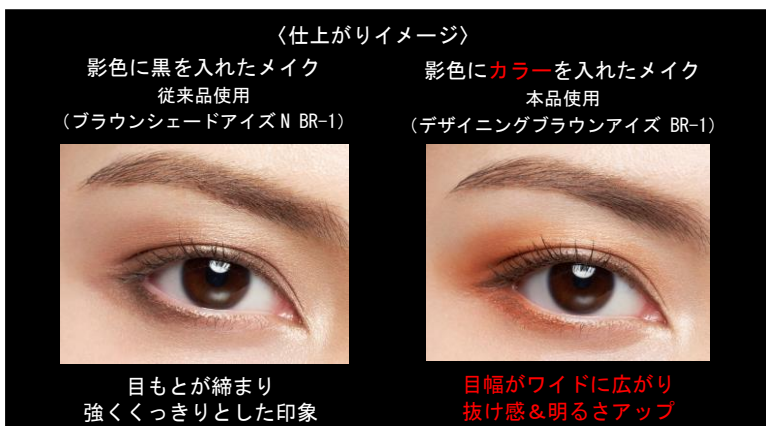 〈仕上がりイメージ〉
影色に黒を入れたメイク
従来品使用
（ブラウンシェードアイズN BR-1）
影色にカラーを入れたメイク
本品使用
（デザイニングブラウンアイズ BR-1）
目もとが締まり
強くくっきりとした印象
目幅がワイドに広がり
抜け感＆明るさアップ